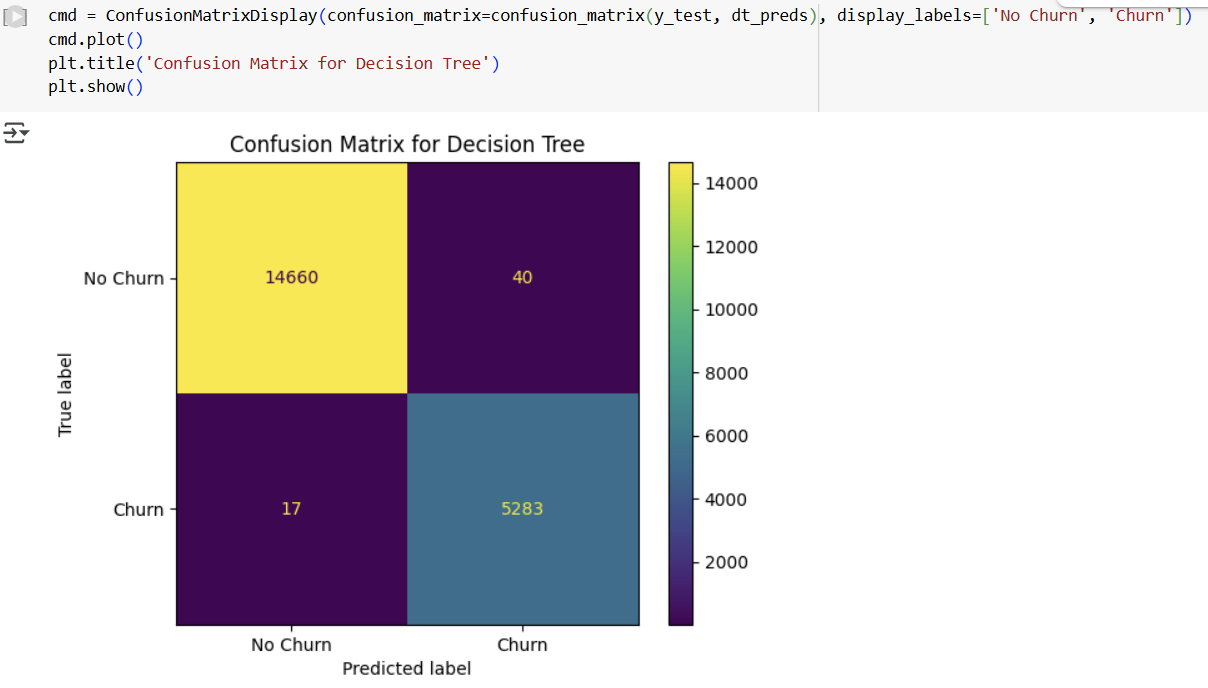 cmd = ConfusionMatrixDisplay(confusion_matrix=confusion_matrix(y_test, dt_preds), display_labels=['No Churn', 'Churn'])
cmd.plot()
plt.title('Confusion Matrix for Decision Tree')
plt.show()
Confusion Matrix for Decision Tree
14000
12000
10000
8000
6000
4000
2000
No Churn
14660
40
True label
Churn
17
5283
No Churn
Churn
Predicted label